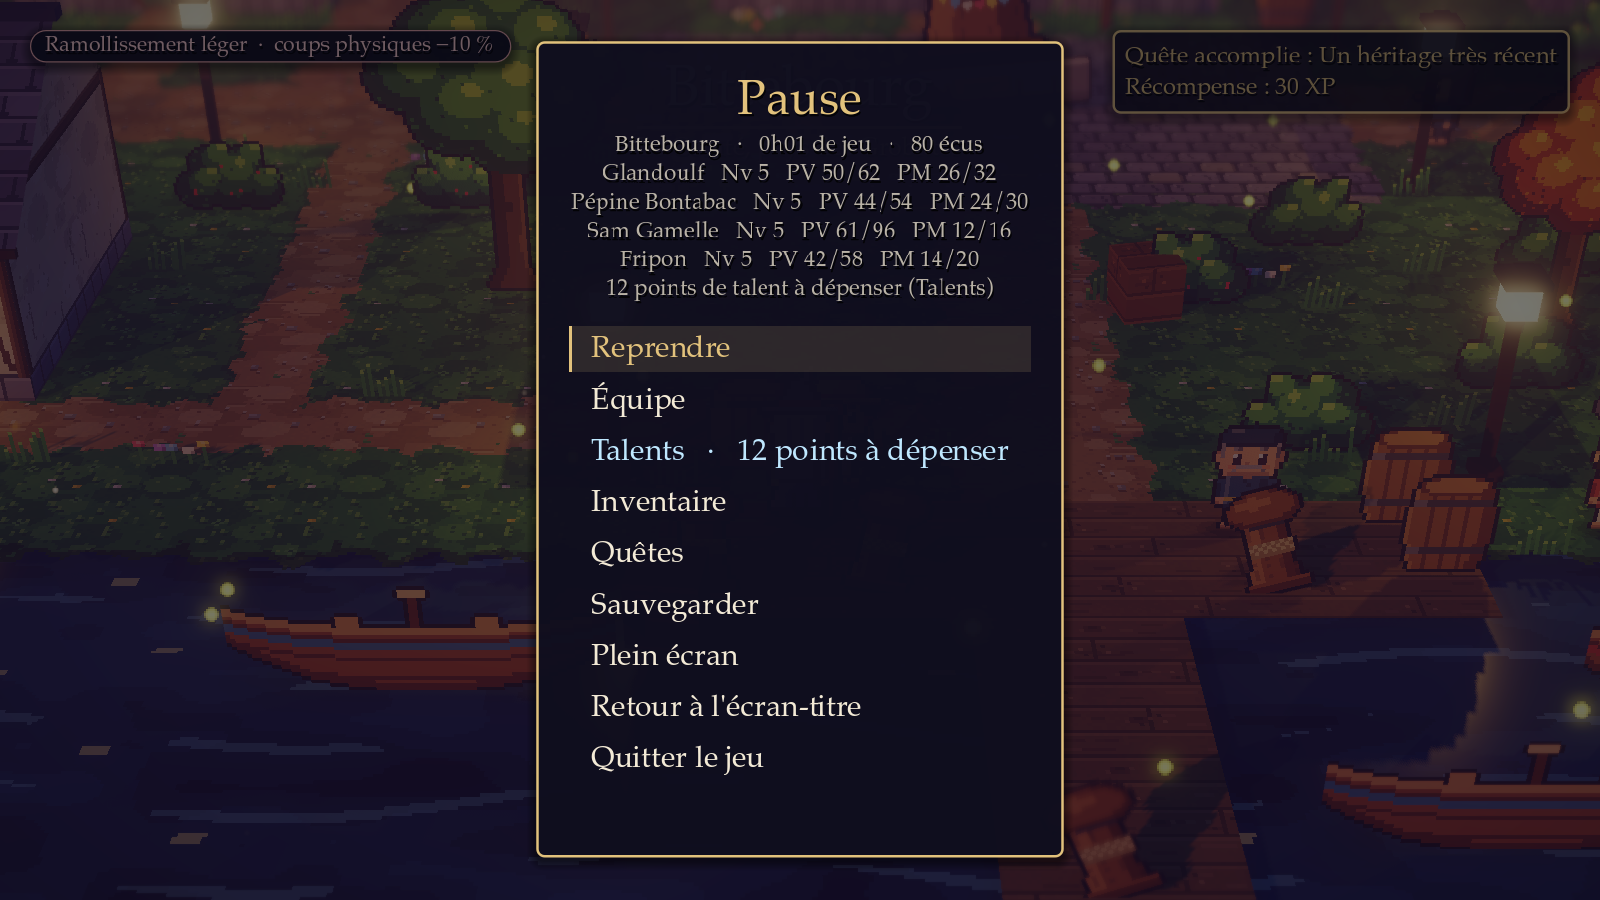 Ramollissement léger · coups physiques −10 %
Quête accomplie : Un héritage très récent
Récompense : 30 XP
Bittebourg
Pause
Bittebourg · 0h01 de jeu · 80 écus
Glandoulf Nv 5 PV 50/62 PM 26/32
Pépine Bontabac Nv 5 PV 44/54 PM 24/30
Sam Gamelle Nv 5 PV 61/96 PM 12/16
Fripon Nv 5 PV 42/58 PM 14/20
12 points de talent à dépenser (Talents)
Reprendre
Équipe
Talents · 12 points à dépenser
Inventaire
Quêtes
Sauvegarder
Plein écran
Retour à l'écran-titre
Quitter le jeu